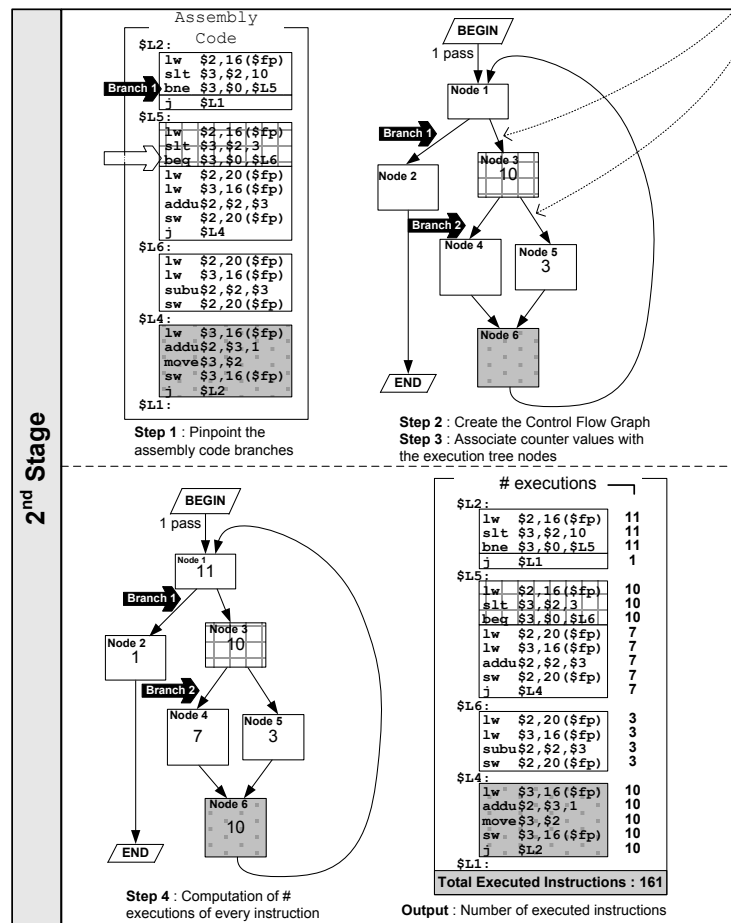 2nd Stage
Assembly
Code
$L2:
lw $2,16($fp)
slt $3,$2,10
Branch 1
bne $3,$0,$L5
j $L1
$L5:
lw $2,16($fp)
slt $3,$2,3
beq $3,$0,$L6
lw $2,20($fp)
lw $3,16($fp)
addu$2,$2,$3
sw $2,20($fp)
j $L4
$L6:
lw $2,20($fp)
lw $3,16($fp)
subu$2,$2,$3
sw $2,20($fp)
$L4:
lw $3,16($fp)
addu$2,$3,1
move$3,$2
sw $3,16($fp)
j $L2
$L1:
Step 1 : Pinpoint the
assembly code branches
BEGIN
1 pass
Node 1
Branch 1
Node 2
Node 3
10
Branch 2
Node 4
Node 5
3
Node 6
END
Step 2 : Create the Control Flow Graph
Step 3 : Associate counter values with
the execution tree nodes
BEGIN
1 pass
Node 1
11
Branch 1
Node 2
1
Node 3
10
Branch 2
Node 4
7
Node 5
3
Node 6
10
END
Step 4 : Computation of #
executions of every instruction
# executions
$L2:
lw $2,16($fp) 11
slt $3,$2,10 11
bne $3,$0,$L5 11
j $L1 1
$L5:
lw $2,16($fp) 10
slt $3,$2,3 10
beq $3,$0,$L6 10
lw $2,20($fp) 7
lw $3,16($fp) 7
addu$2,$2,$3 7
sw $2,20($fp) 7
j $L4 7
$L6:
lw $2,20($fp) 3
lw $3,16($fp) 3
subu$2,$2,$3 3
sw $2,20($fp) 3
$L4:
lw $3,16($fp) 10
addu$2,$3,1 10
move$3,$2 10
sw $3,16($fp) 10
j $L2 10
$L1:
Total Executed Instructions : 161
Output : Number of executed instructions